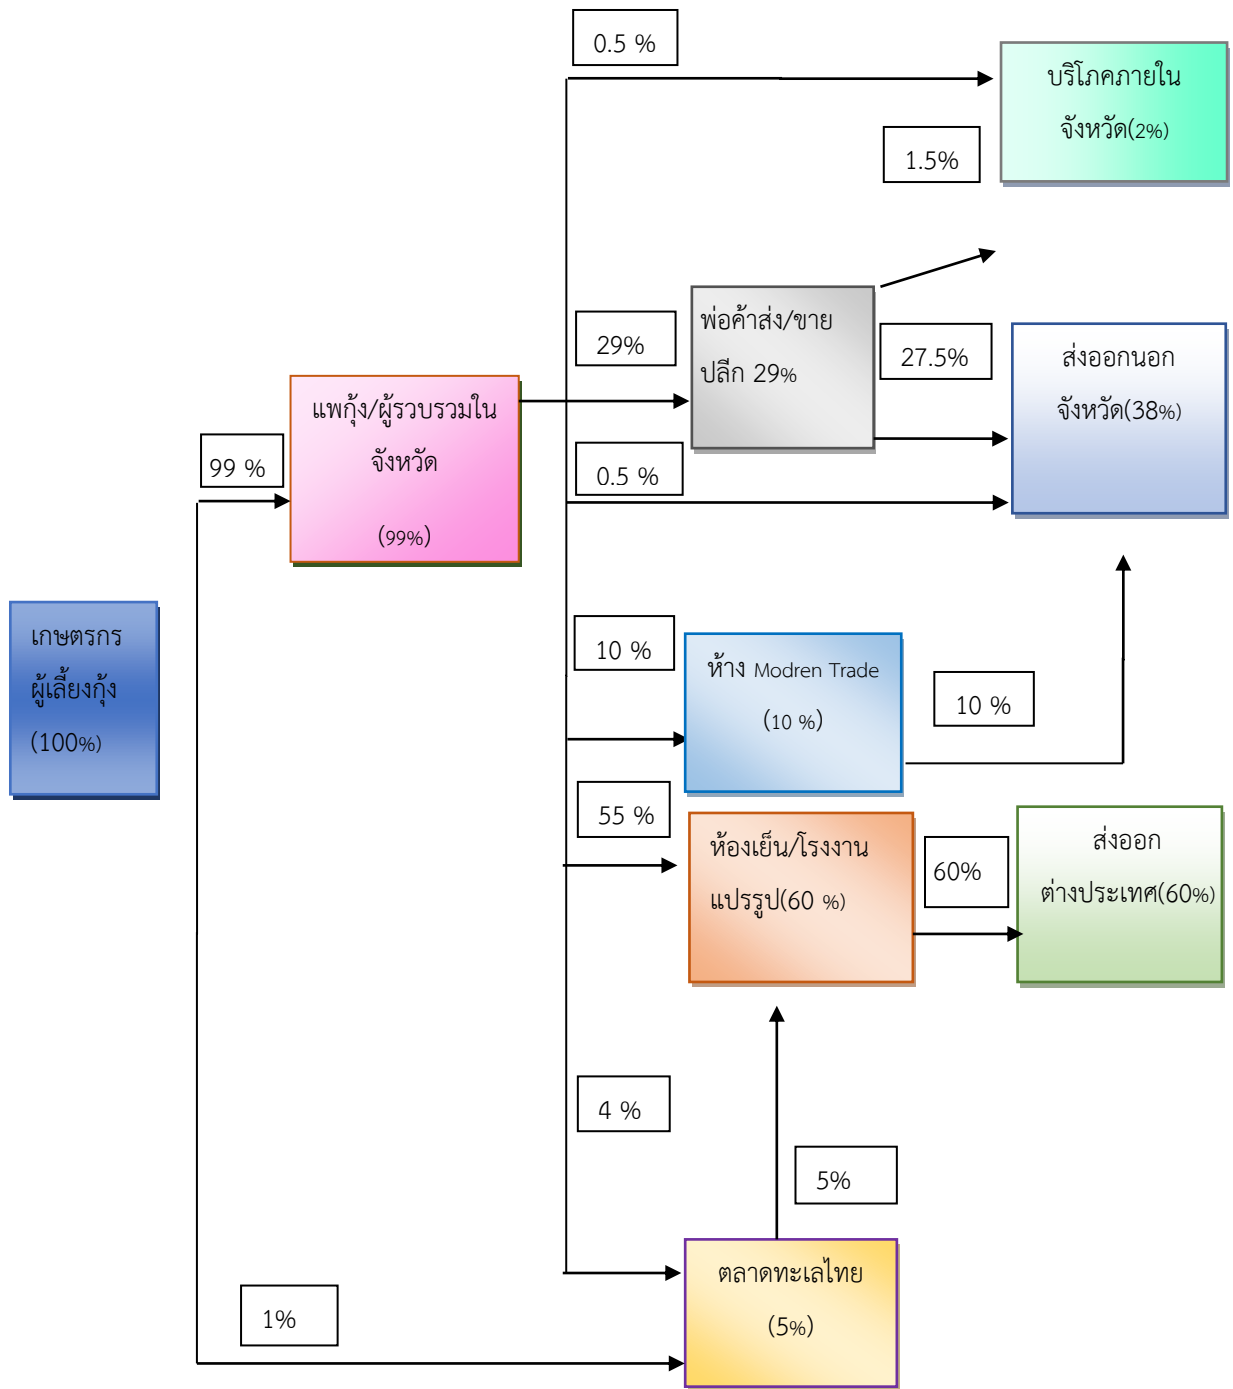 0.5 %
บริโภคภายใน
จังหวัด(2%)
1.5%
พ่อค้าส่ง/ขาย
ปลีก 29%
29%
27.5%
ส่งออกนอก
จังหวัด(38%)
แพกุ้ง/ผู้รวบรวมใน
จังหวัด
(99%)
99 %
0.5 %
เกษตรกร
ผู้เลี้ยงกุ้ง
(100%)
10 %
ห้าง Modren Trade
(10 %)
10 %
55 %
ห้องเย็น/โรงงาน
แปรรูป(60 %)
60%
ส่งออก
ต่างประเทศ(60%)
4 %
5%
ตลาดทะเลไทย
(5%)
1%